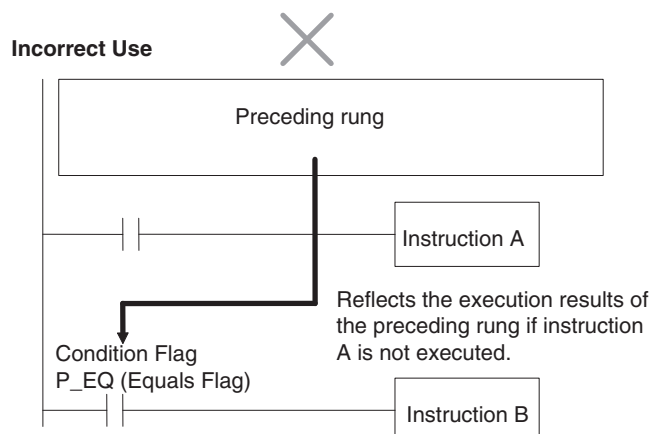 Incorrect Use
Preceding rung
Instruction A
Reflects the execution results of
the preceding rung if instruction
A is not executed.
Condition Flag
P_EQ (Equals Flag)
Instruction B